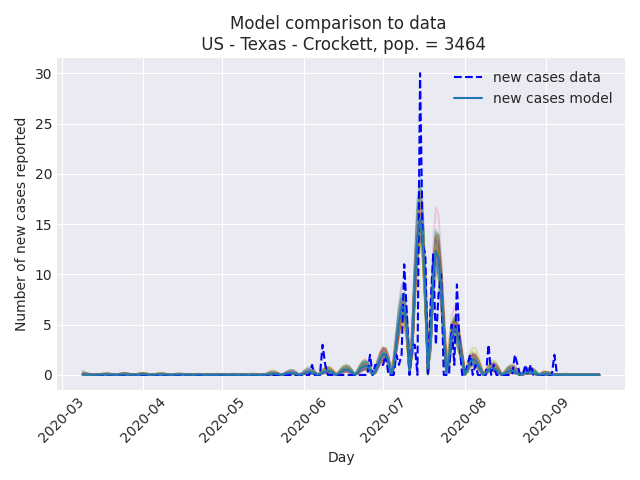 Model comparison to data
US - Texas - Crockett, pop. = 3464
new cases data
new cases model
Number of new cases reported
30
25
20
15
10
5
0
2020-03
2020-04
2020-05
2020-06
2020-07
2020-08
2020-09
Day